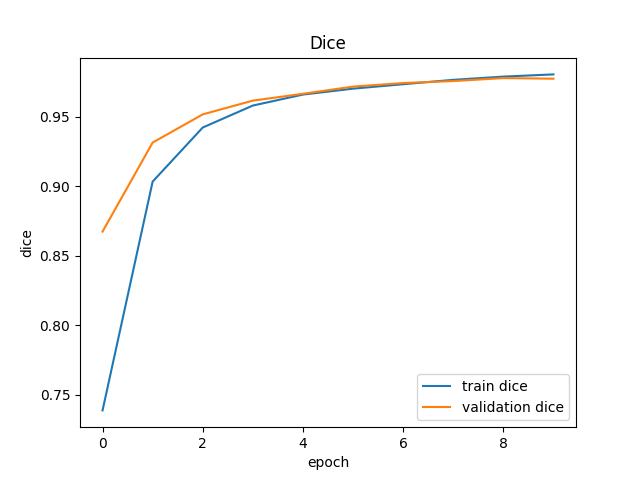 Dice
dice
0.95
0.90
0.85
0.80
0.75
train dice
validation dice
0 2 4 6 8
epoch